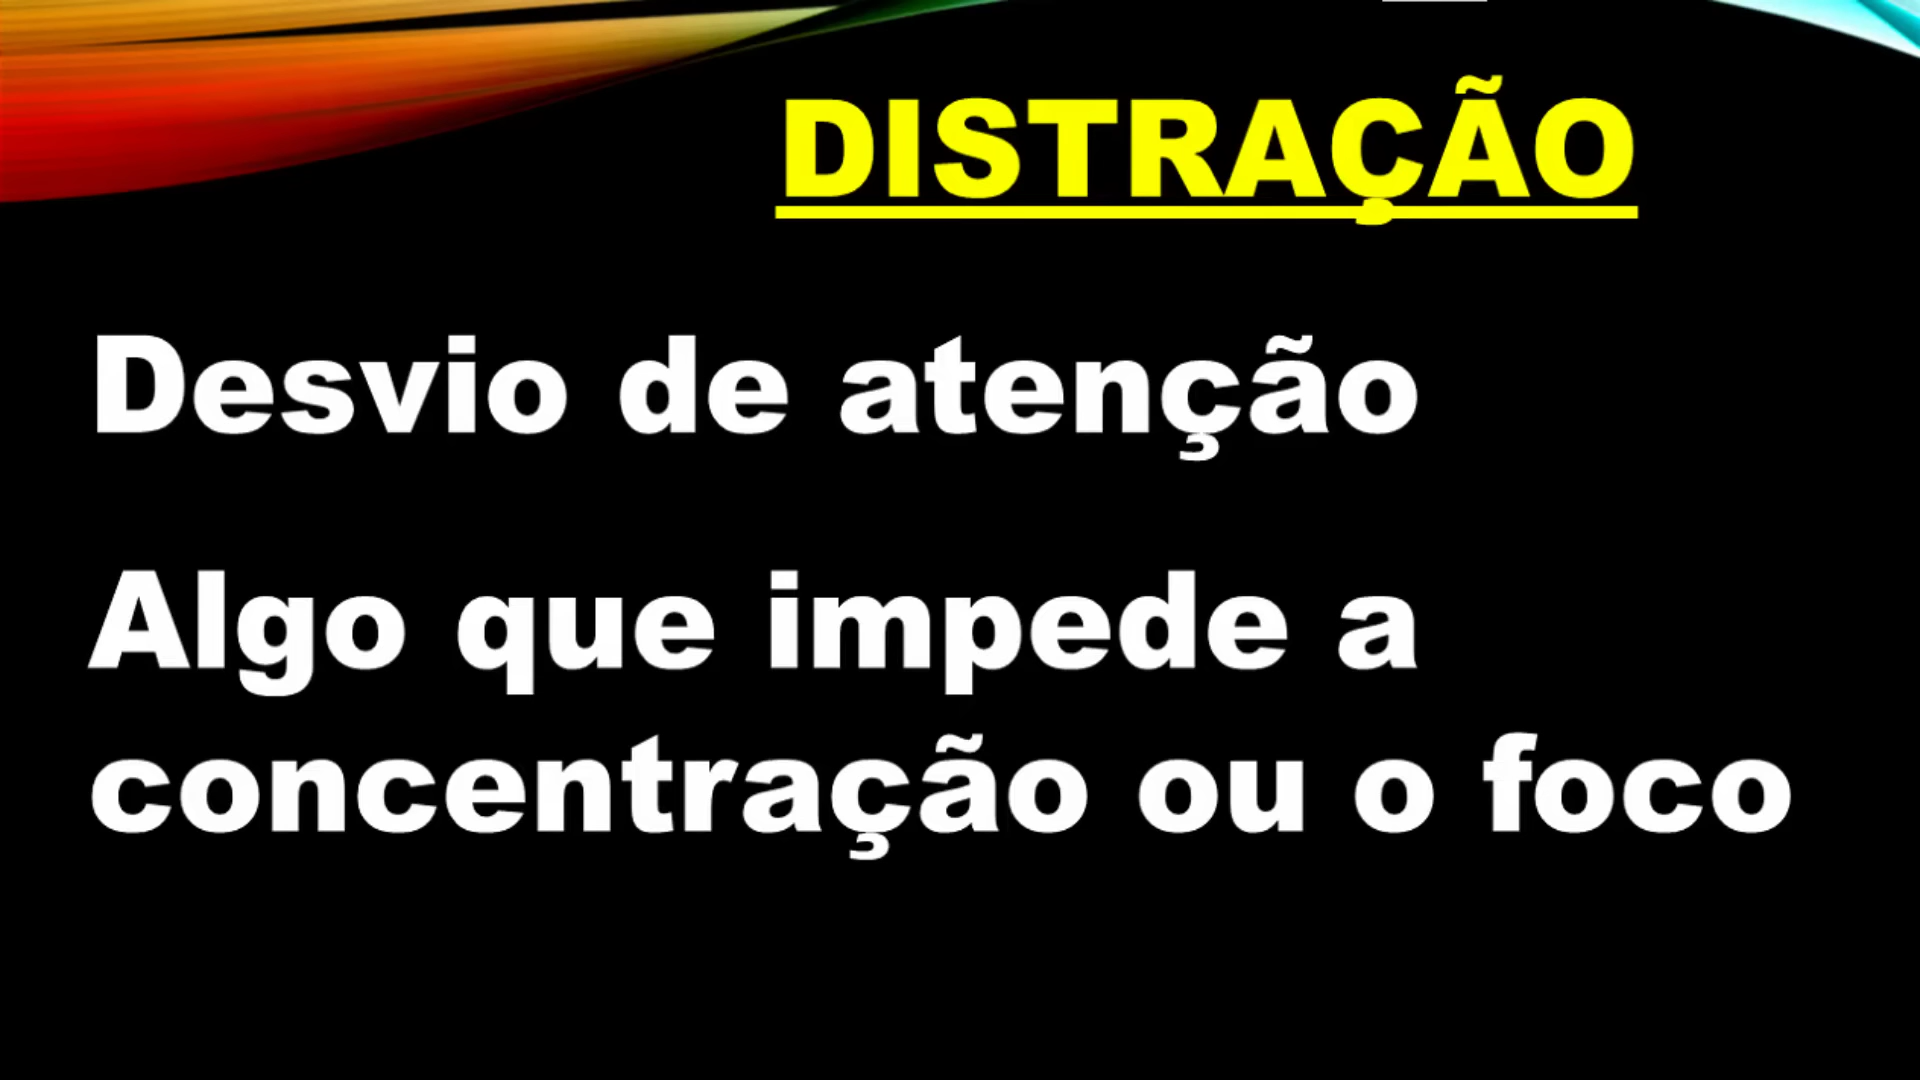 DISTRAÇÃO
Desvio de atenção
Algo que impede a
concentração ou o foco